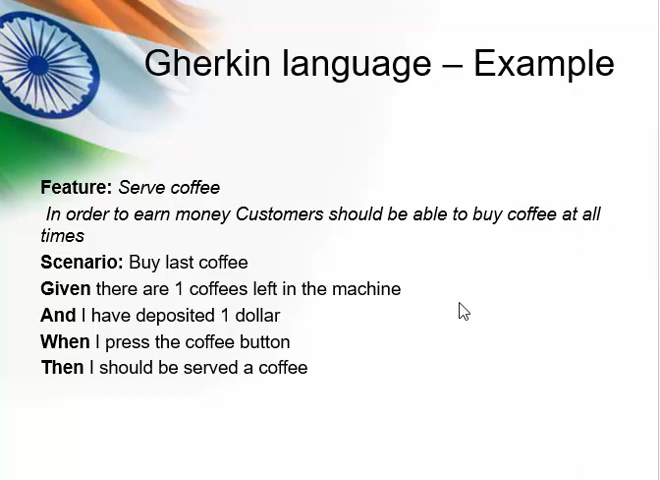 Gherkin language – Example
Feature: Serve coffee
In order to earn money Customers should be able to buy coffee at all
times
Scenario: Buy last coffee
Given there are 1 coffees left in the machine
And I have deposited 1 dollar
When I press the coffee button
Then I should be served a coffee